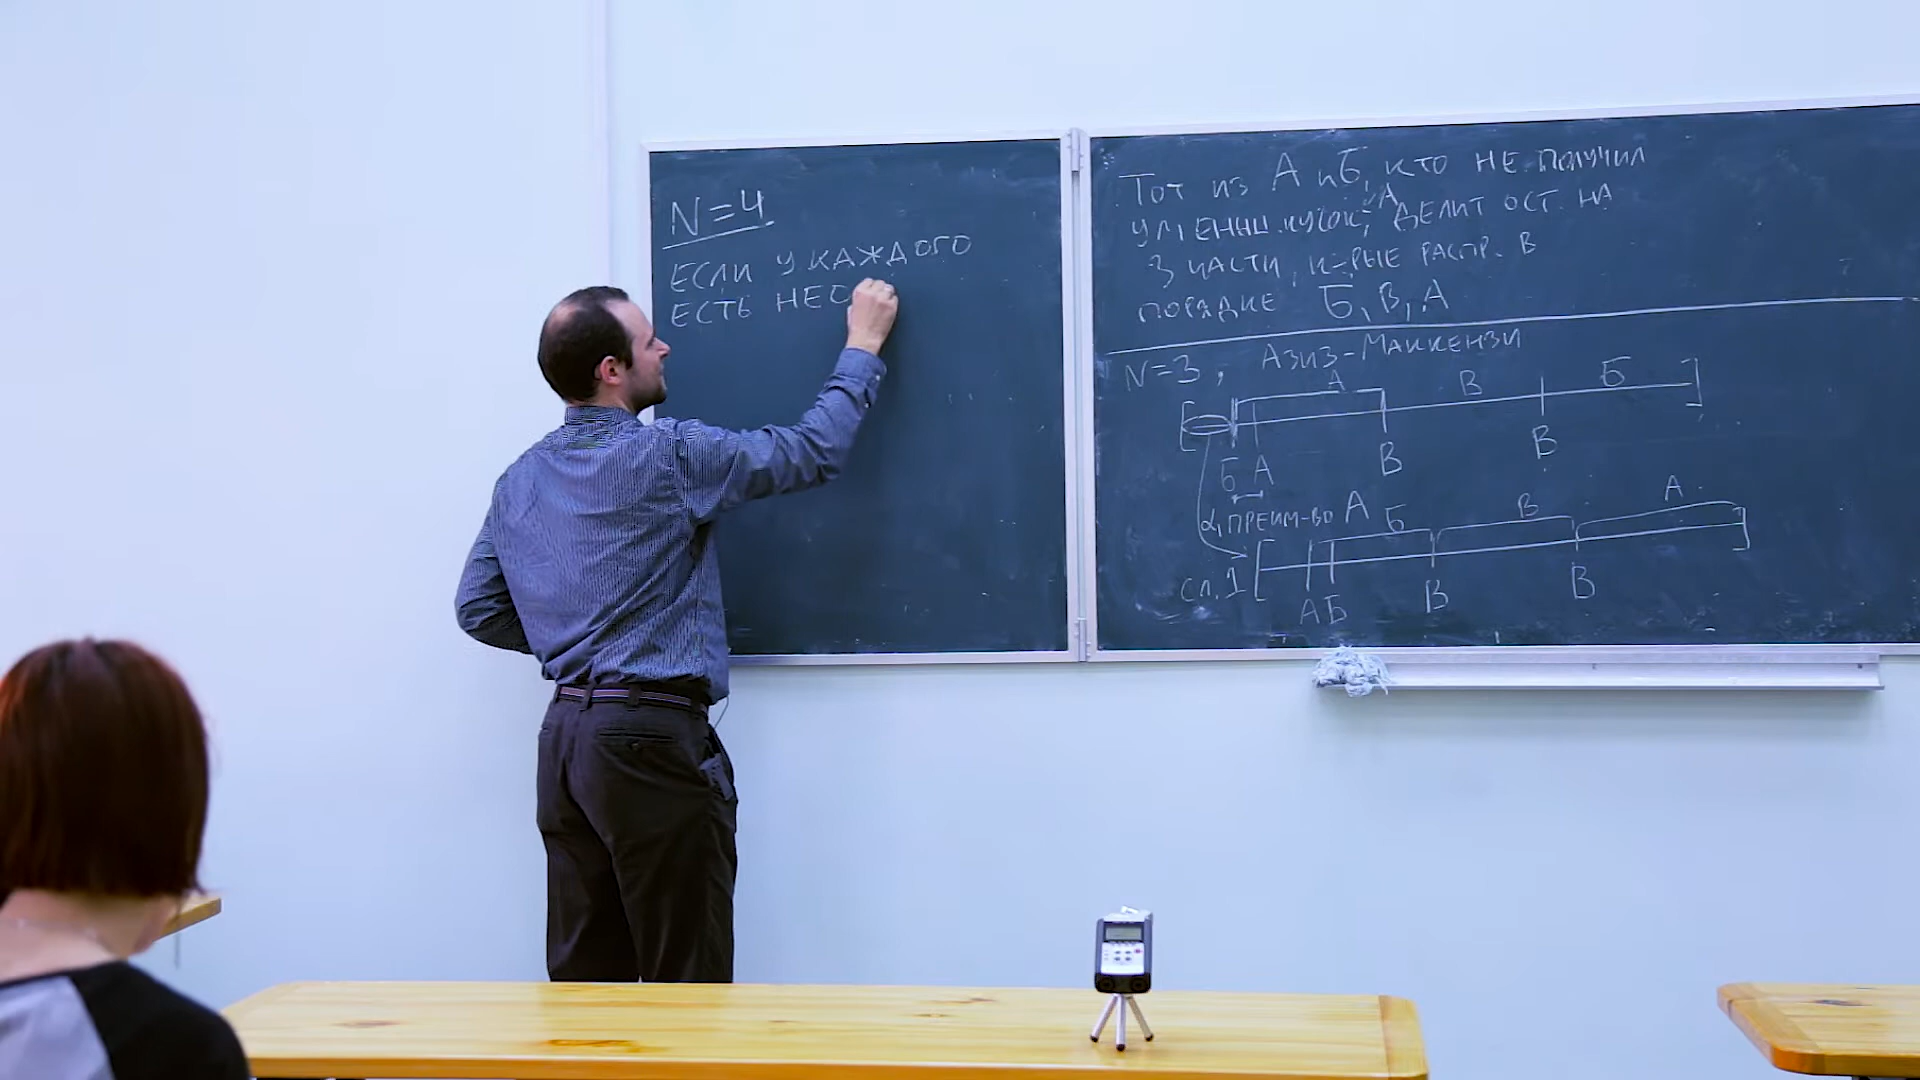 N=4
ЕСЛИ У КАЖДОГО
ЕСТЬ НЕО
Тот из А и Б, кто НЕ ПОЛУЧИЛ
УМЕНЬШ. КУСОК, ДЕЛИТ ОСТ. НА
А
3 ЧАСТИ, К-РЫЕ РАСПР. В
ПОРЯДКЕ Б, В, А
N=3, АЗИЗ-МАККЕНЗИ
А В Б
Б А В В
α, ПРЕИМ-ВО А
Б В А
СЛ. 1
А Б В В